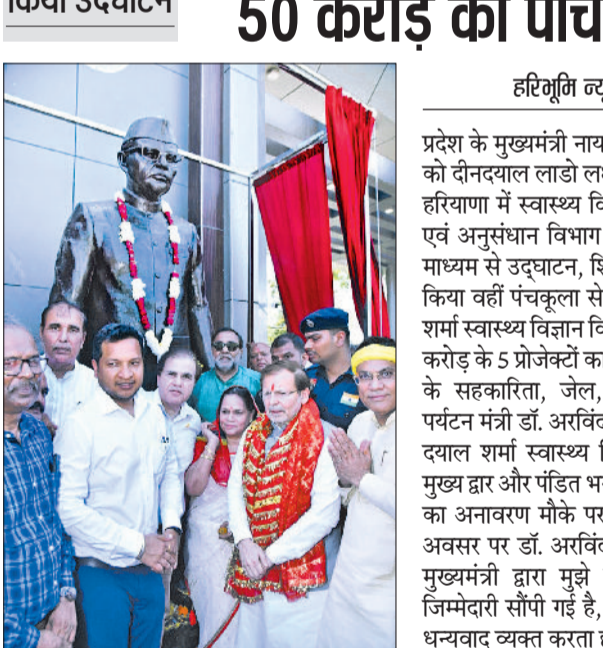 किया उद्घाटन
50 करोड़ की पांच
हरिभूमि न्यू
प्रदेश के मुख्यमंत्री नाय
को दीनदयाल लाडो लक्ष
हरियाणा में स्वास्थ्य वि
एवं अनुसंधान विभाग
माध्यम से उद्घाटन, शि
किया वहीं पंचकूला से
शर्मा स्वास्थ्य विज्ञान वि
करोड़ के 5 प्रोजेक्टों का
के सहकारिता, जेल,
पर्यटन मंत्री डॉ. अरविंद
दयाल शर्मा स्वास्थ्य वि
मुख्य द्वार और पंडित भग
का अनावरण मौके पर
अवसर पर डॉ. अरविंद
मुख्यमंत्री द्वारा मुझे
जिम्मेदारी सौंपी गई है,
धन्यवाद व्यक्त करता